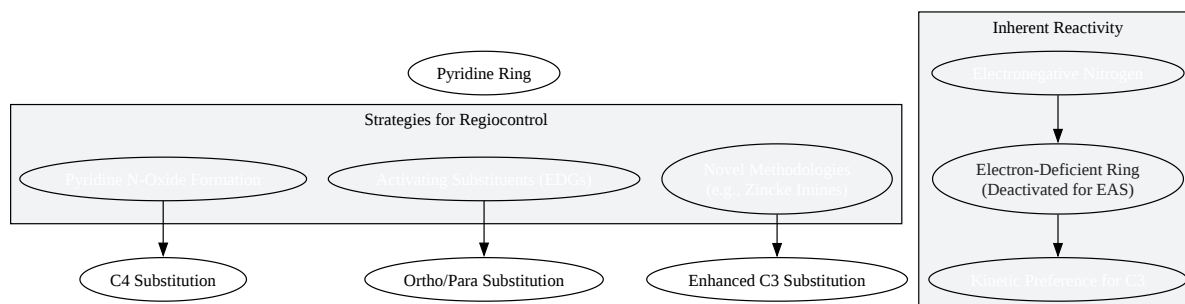 Inherent Reactivity
Pyridine Ring
Electronegative Nitrogen
Strategies for Regiocontrol
Pyridine N-Oxide Formation
Activating Substituents (EDGs)
Novel Methodologies
(e.g., Zincke Imines)
Electron-Deficient Ring
(Deactivated for EAS)
C4 Substitution
Ortho/Para Substitution
Enhanced C3 Substitution
Kinetic Preference for C3